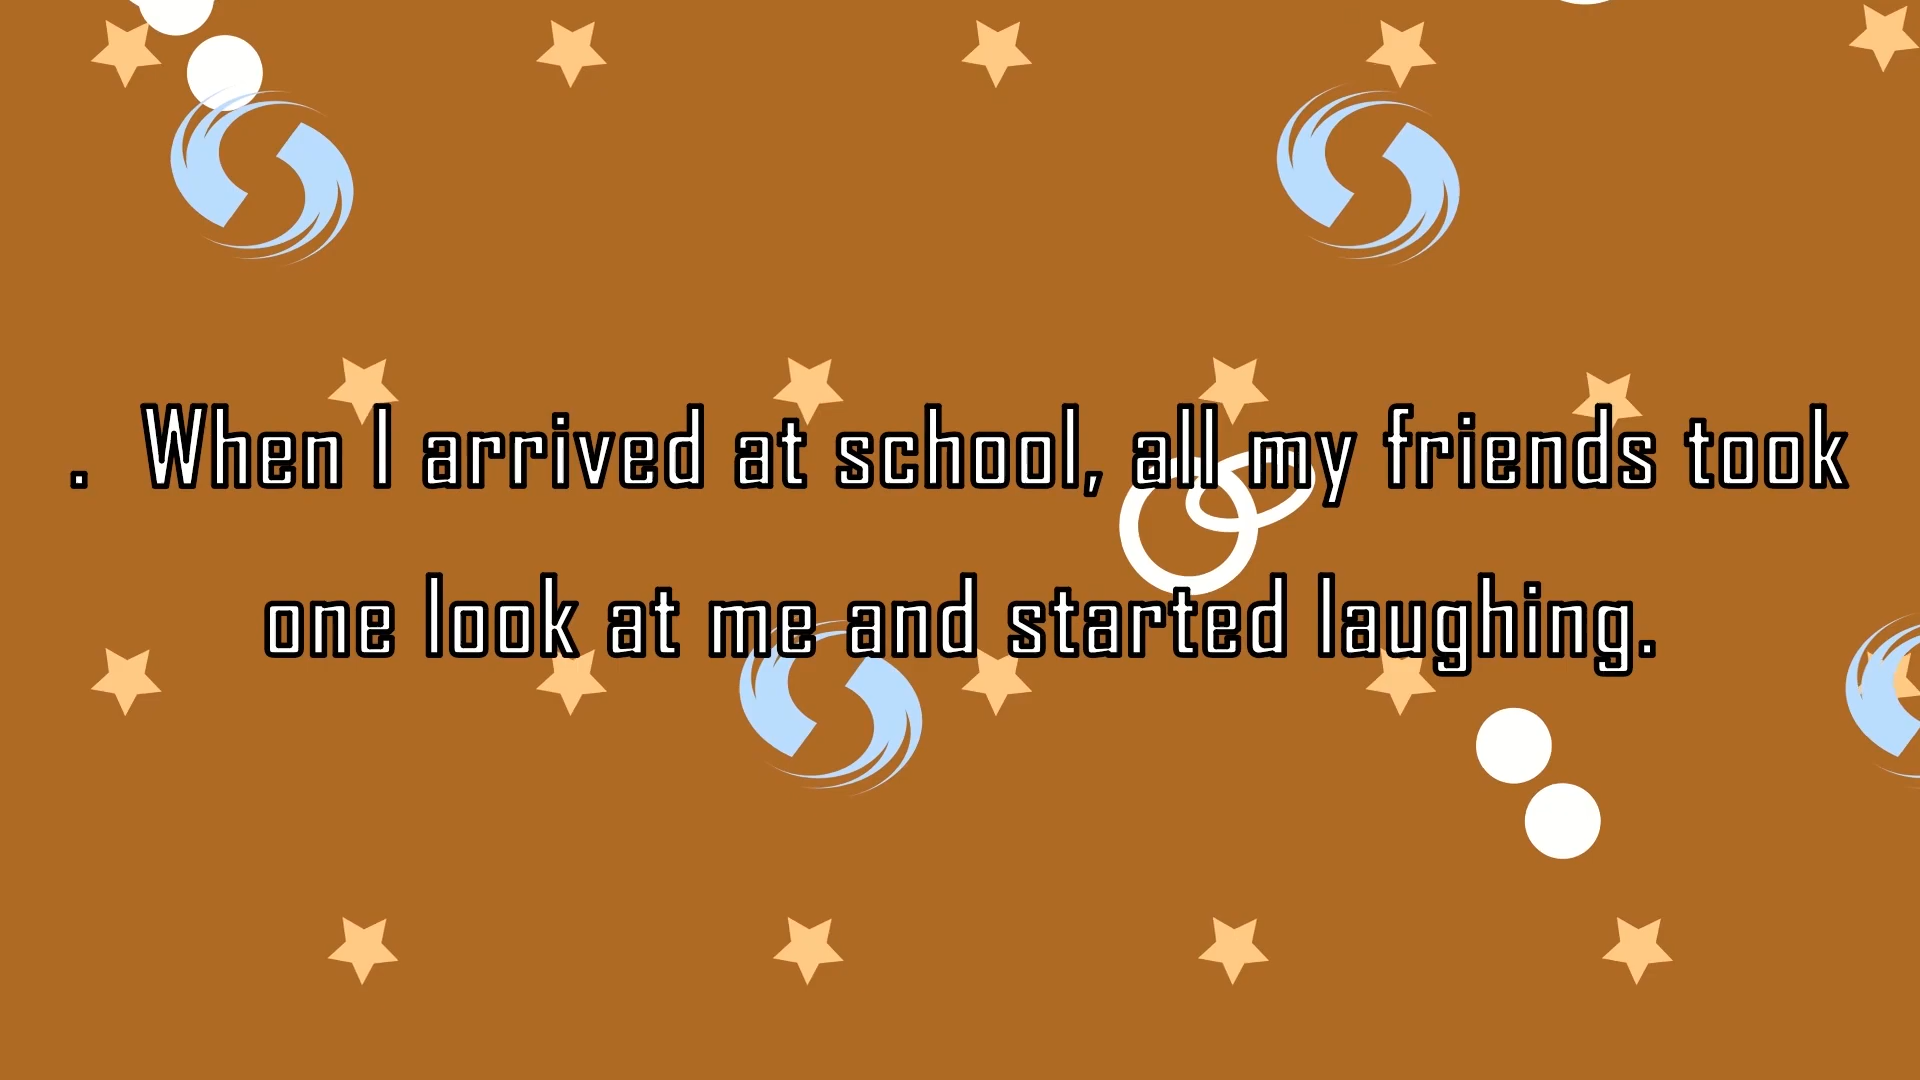 .  When I arrived at school, all my friends took
one look at me and started laughing.